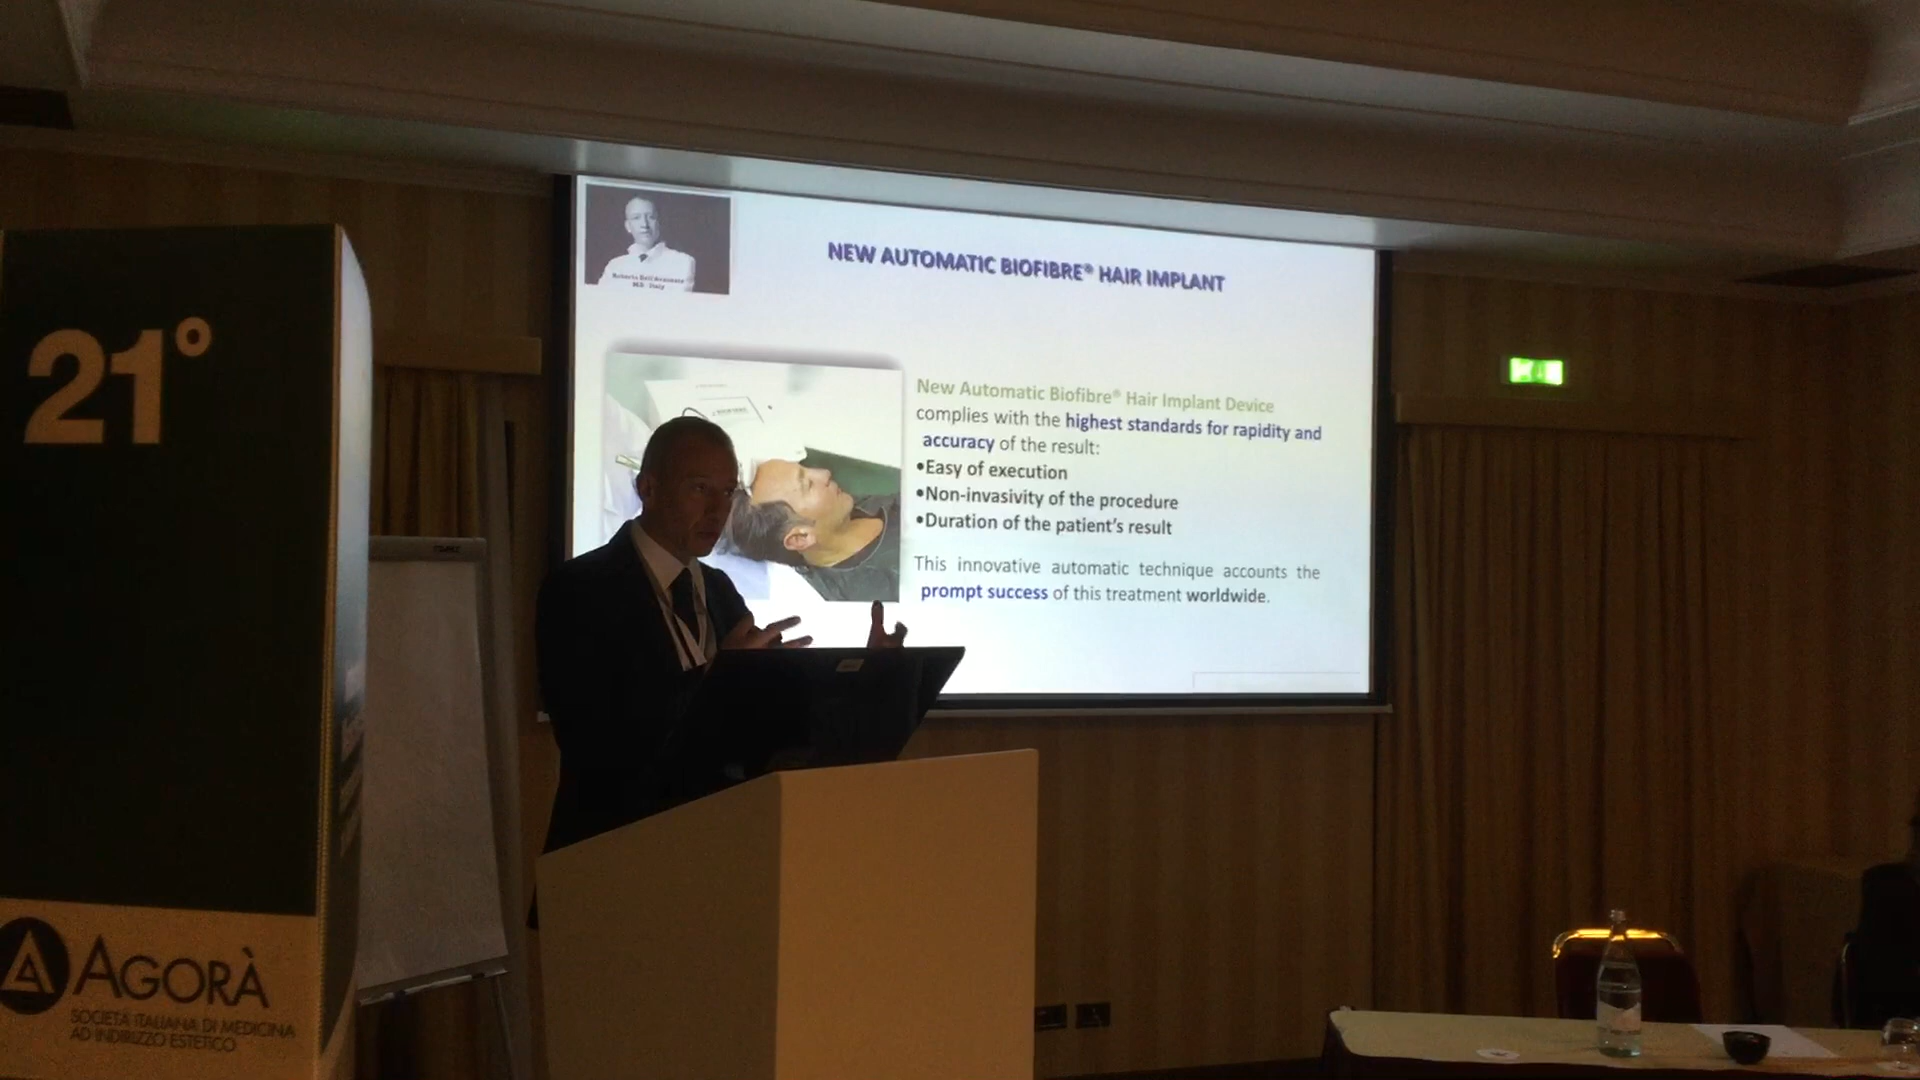 21°
AGORÀ
SOCIETÀ ITALIANA DI MEDICINA
AD INDIRIZZO ESTETICO
M.D. Italy
NEW AUTOMATIC BIOFIBRE® HAIR IMPLANT
New Automatic Biofibre® Hair Implant Device
complies with the highest standards for rapidity and
accuracy of the result:
•Easy of execution
•Non-invasivity of the procedure
•Duration of the patient's result
This innovative automatic technique accounts the
prompt success of this treatment worldwide.